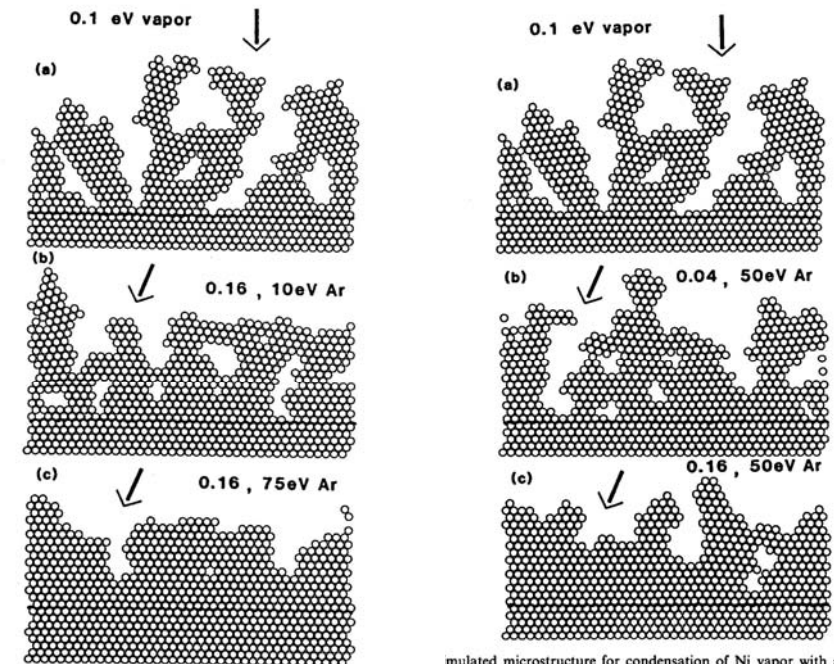 0.1 eV vapor
(a)
(b)
0.16 , 10eV Ar
(c)
0.16 , 75eV Ar
0.1 eV vapor
(a)
(b)
0.04 , 50eV Ar
(c)
0.16 , 50eV Ar
mulated microstructure for condensation of Ni vapor with